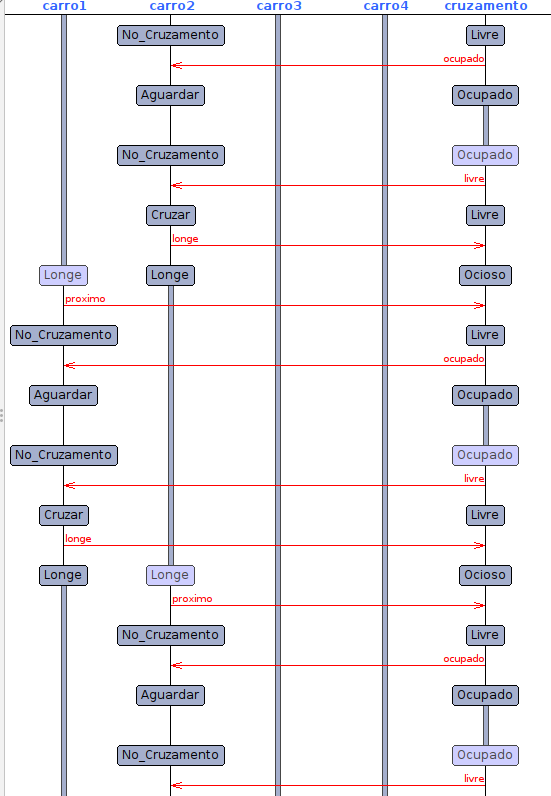 carro1 carro2 carro3 carro4 cruzamento
No_Cruzamento Livre
ocupado
Aguardar Ocupado
No_Cruzamento Ocupado
livre
Cruzar Livre
longe
Longe Longe Ocioso
proximo
No_Cruzamento Livre
ocupado
Aguardar Ocupado
No_Cruzamento Ocupado
livre
Cruzar Livre
longe
Longe Longe Ocioso
proximo
No_Cruzamento Livre
ocupado
Aguardar Ocupado
No_Cruzamento Ocupado
livre